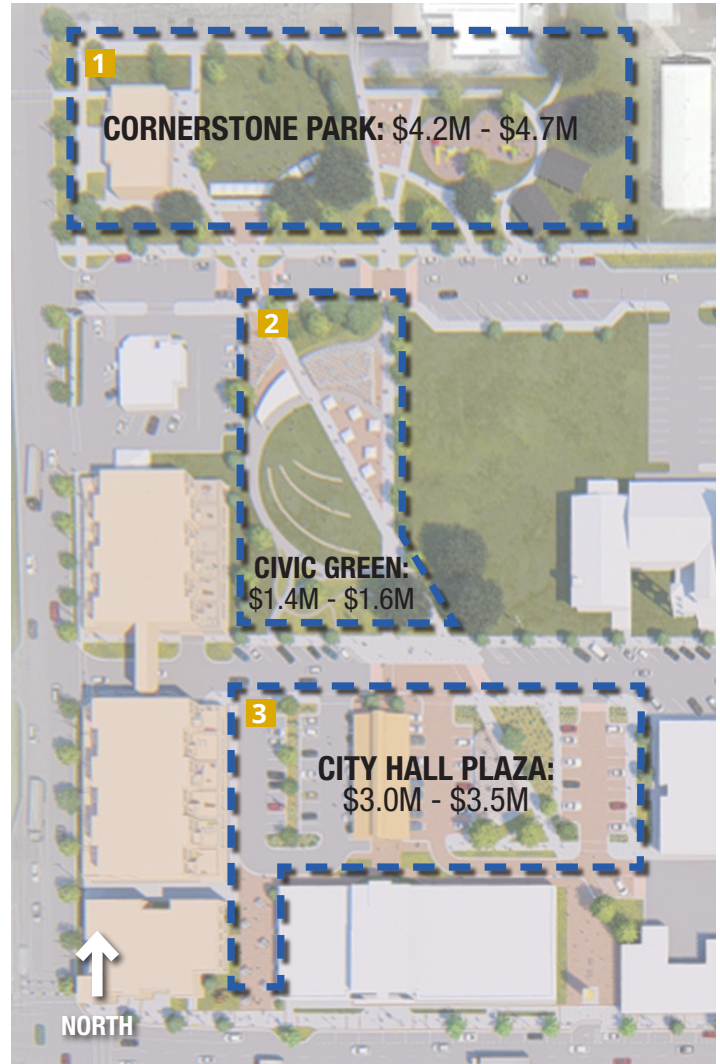 1
CORNERSTONE PARK: $4.2M - $4.7M
2
CIVIC GREEN:
$1.4M - $1.6M
3
CITY HALL PLAZA:
$3.0M - $3.5M
NORTH